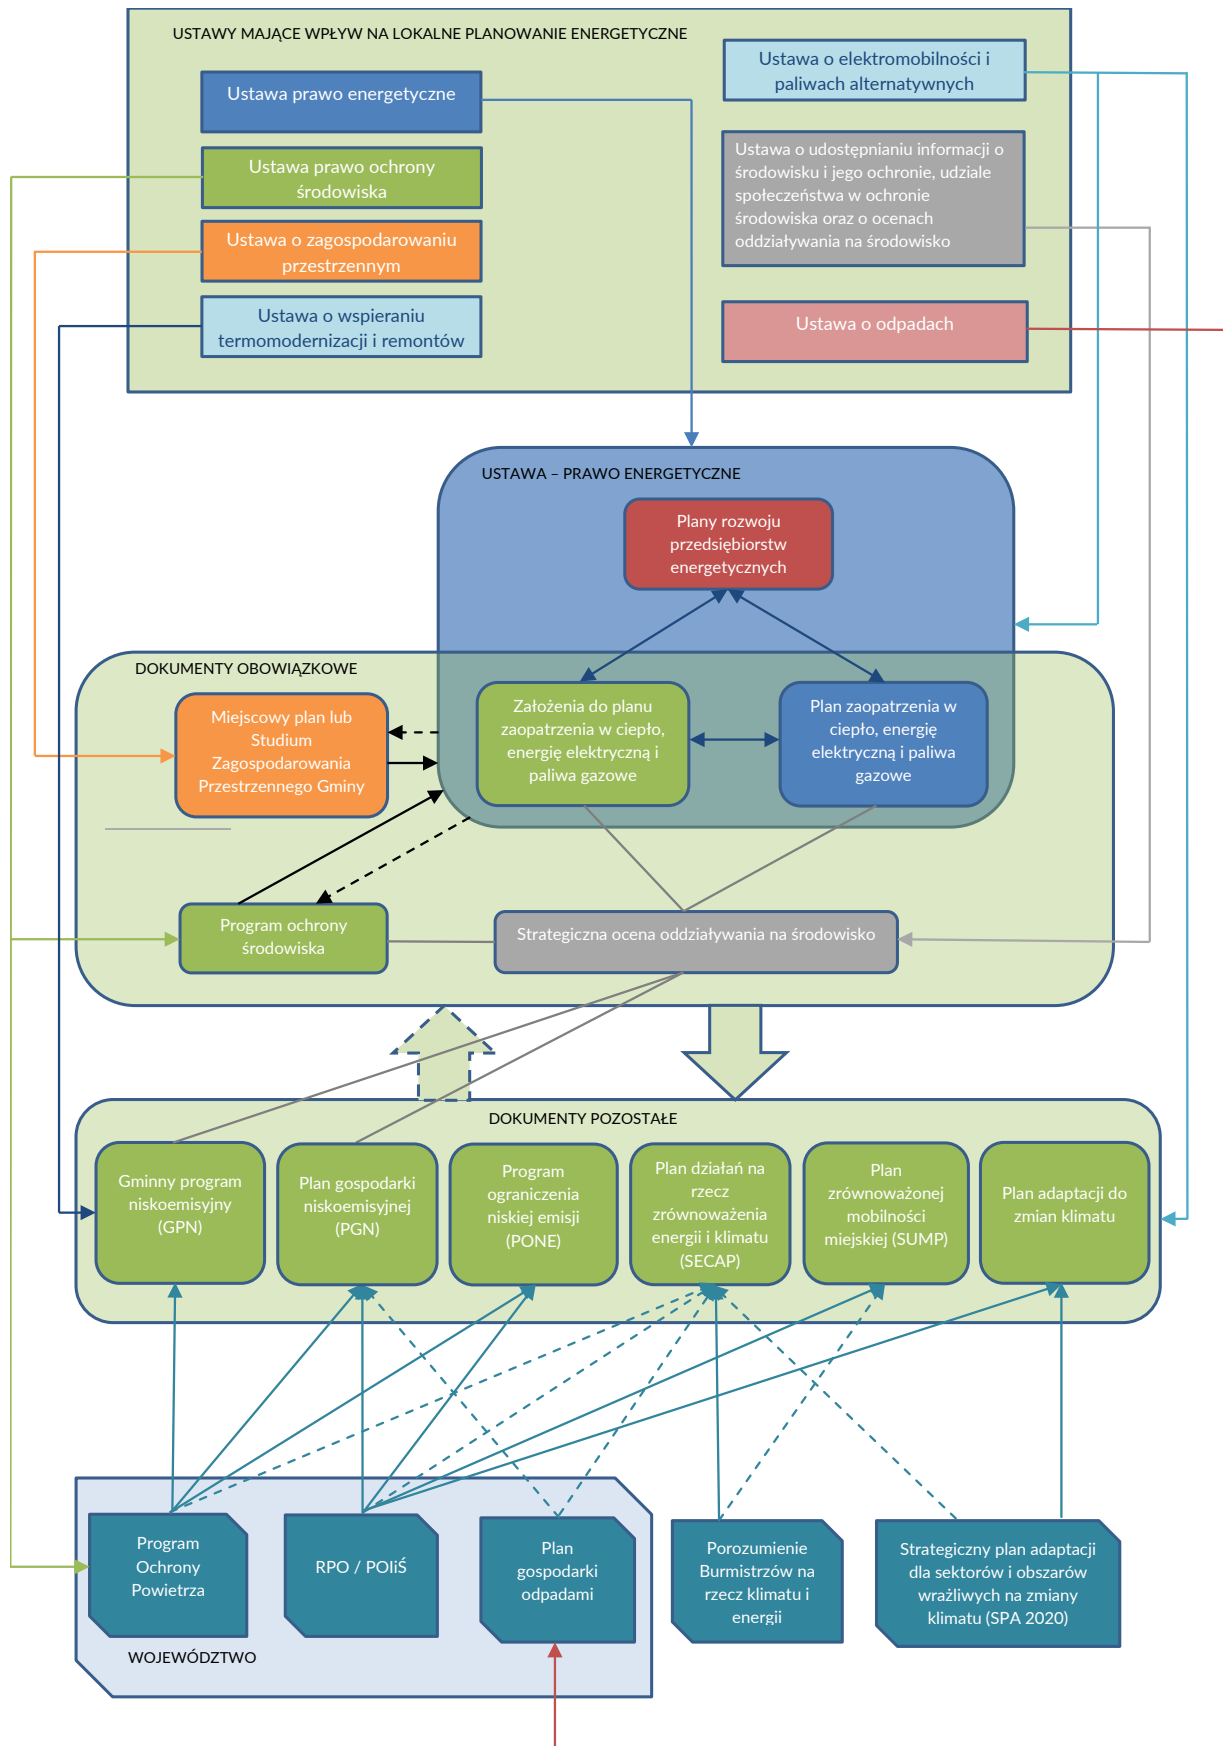 USTAWY MAJĄCE WPŁYW NA LOKALNE PLANOWANIE ENERGETYCZNE
Ustawa prawo energetyczne
Ustawa prawo ochrony
środowiska
Ustawa o zagospodarowaniu
przestrzennym
Ustawa o wspieraniu
termomodernizacji i remontów
Ustawa o elektromobilności i
paliwach alternatywnych
Ustawa o udostępnianiu informacji o
środowisku i jego ochronie, udziale
społeczeństwa w ochronie
środowiska oraz o ocenach
oddziaływania na środowisko
Ustawa o odpadach
USTAWA – PRAWO ENERGETYCZNE
Plany rozwoju
przedsiębiorstw
energetycznych
DOKUMENTY OBOWIĄZKOWE
Miejscowy plan lub
Studium
Zagospodarowania
Przestrzennego Gminy
Założenia do planu
zaopatrzenia w ciepło,
energię elektryczną i
paliwa gazowe
Plan zaopatrzenia w
ciepło, energię
elektryczną i paliwa
gazowe
Program ochrony
środowiska
Strategiczna ocena oddziaływania na środowisko
DOKUMENTY POZOSTAŁE
Gminny program
niskoemisyjny
(GPN)
Plan gospodarki
niskoemisyjnej
(PGN)
Program
ograniczenia
niskiej emisji
(PONE)
Plan działań na
rzecz
zrównoważenia
energii i klimatu
(SECAP)
Plan
zrównoważonej
mobilności
miejskiej (SUMP)
Plan adaptacji do
zmian klimatu
Program
Ochrony
Powietrza
RPO / POIiŚ
Plan
gospodarki
odpadami
Porozumienie
Burmistrzów na
rzecz klimatu i
energii
Strategiczny plan adaptacji
dla sektorów i obszarów
wrażliwych na zmiany
klimatu (SPA 2020)
WOJEWÓDZTWO